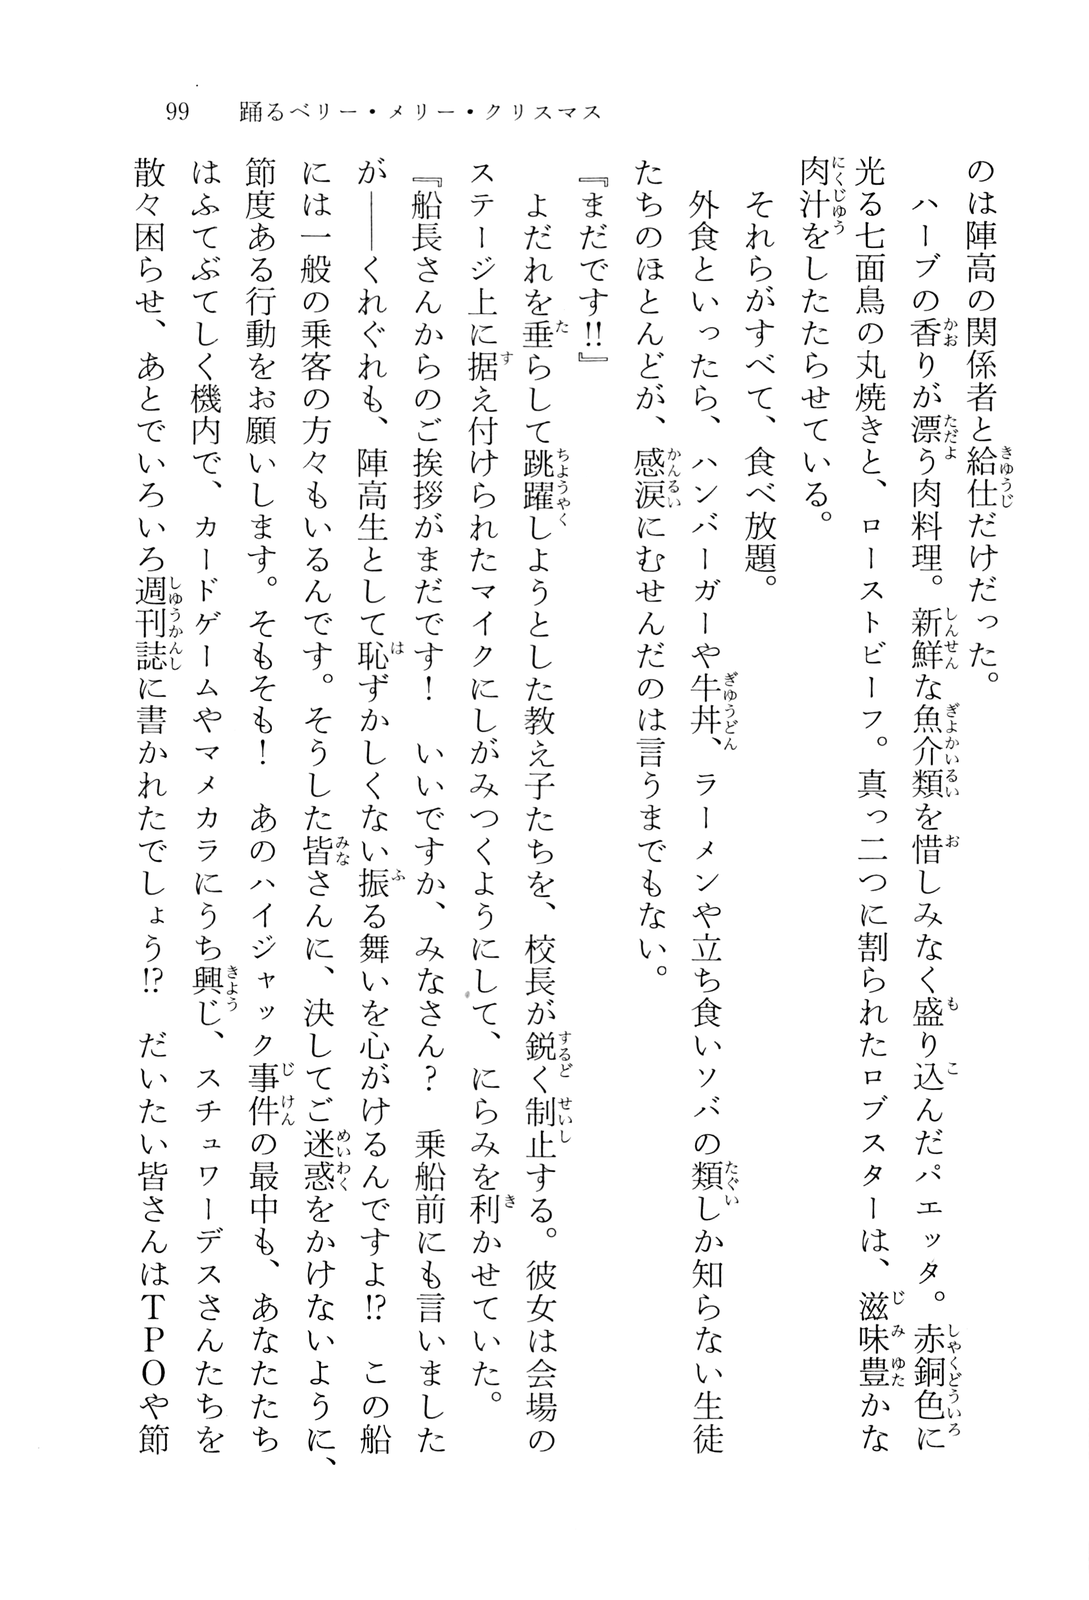 99 踊るベリー・メリー・クリスマス
のは陣高の関係者と給仕だけだった。
ハーブの香りが漂う肉料理。新鮮な魚介類を惜しみなく盛り込んだパエッタ。赤銅色に
光る七面鳥の丸焼きと、ローストビーフ。真っ二つに割られたロブスターは、滋味豊かな
肉汁をしたたらせている。
それらがすべて、食べ放題。
外食といったら、ハンバーガーや牛丼、ラーメンや立ち食いソバの類しか知らない生徒
たちのほとんどが、感涙にむせんだのは言うまでもない。
『まだです!!』
よだれを垂らして跳躍しようとした教え子たちを、校長が鋭く制止する。彼女は会場の
ステージ上に据え付けられたマイクにしがみつくようにして、にらみを利かせていた。
『船長さんからのご挨拶がまだです！　いいですか、みなさん？　乗船前にも言いました
が――くれぐれも、陣高生として恥ずかしくない振る舞いを心がけるんですよ!?　この船
には一般の乗客の方々もいるんです。そうした皆さんに、決してご迷惑をかけないように、
節度ある行動をお願いします。そもそも！　あのハイジャック事件の最中も、あなたたち
はふてぶてしく機内で、カードゲームやマメカラにうち興じ、スチュワーデスさんたちを
散々困らせ、あとでいろいろ週刊誌に書かれたでしょう!?　だいたい皆さんはTPOや節